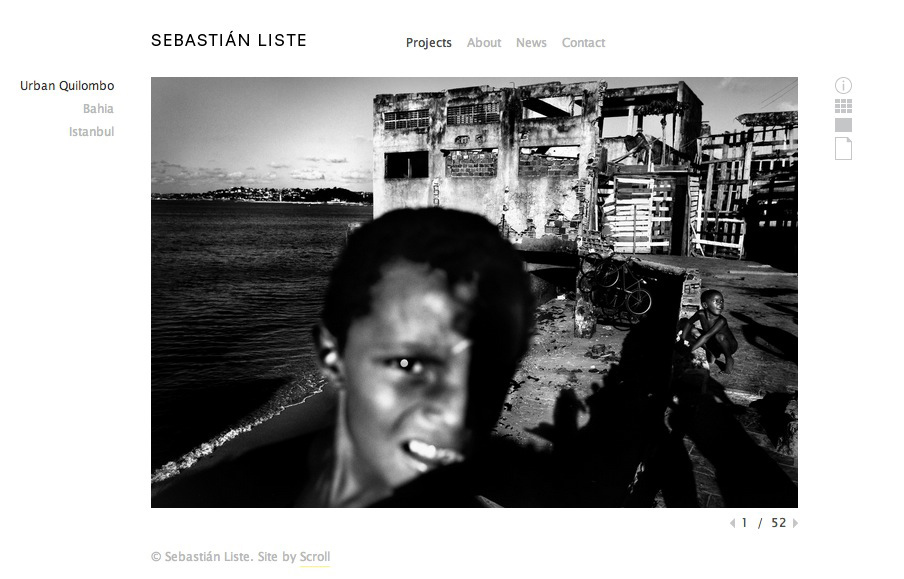 SEBASTIÁN LISTE
Projects About News Contact
Urban Quilombo
Bahia
Istanbul
1 / 52
© Sebastián Liste. Site by Scroll